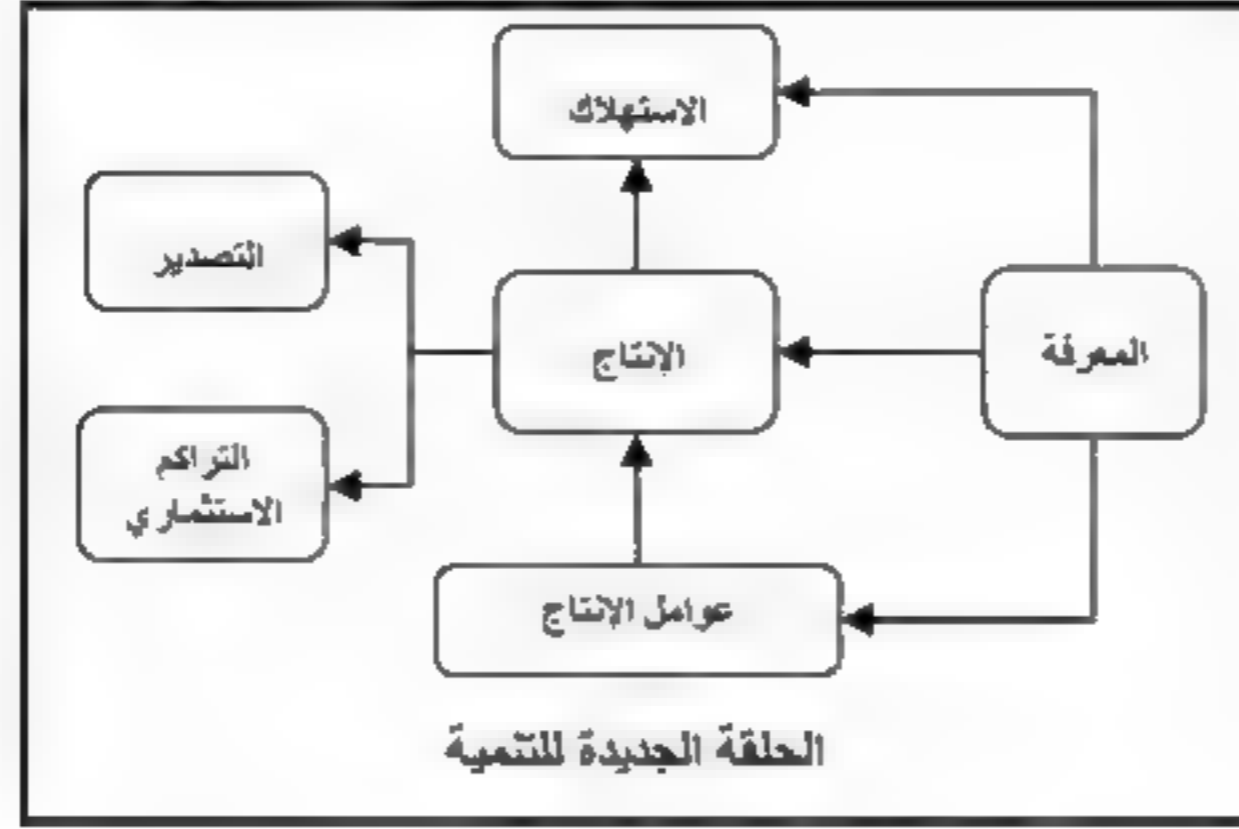 الاستهلاك
التصدير
الإنتاج
المعرفة
التراكم
الاستثماري
عوامل الإنتاج
الحلقة الجديدة للتنمية